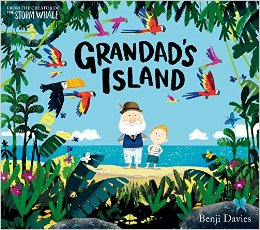 FROM THE CREATOR OF
THE STORM WHALE
GRANDAD'S
ISLAND
Benji Davies